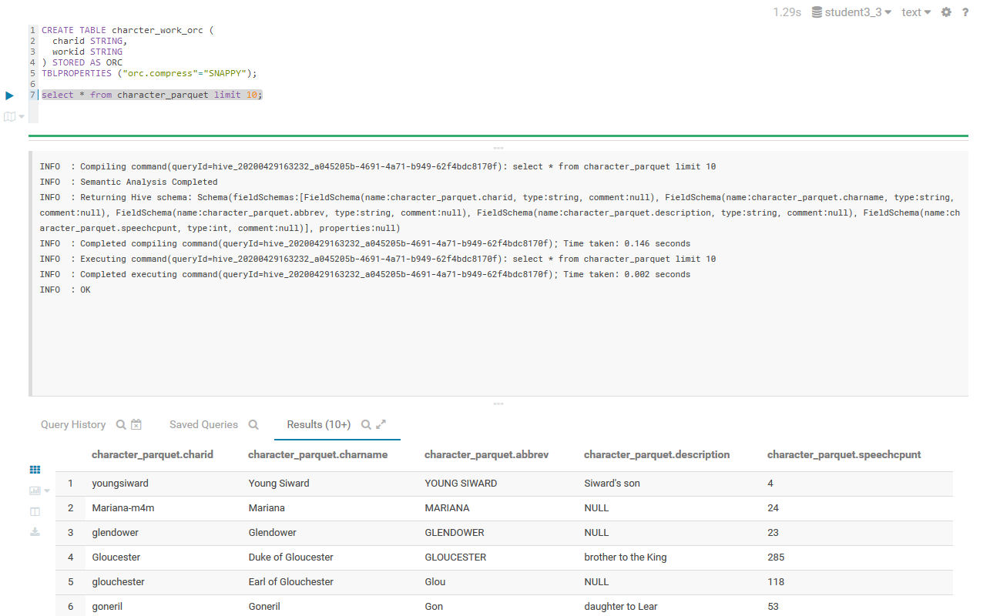 1.29s student3_3 text ?
1 CREATE TABLE charcter_work_orc (
2 charid STRING,
3 workid STRING
4 ) STORED AS ORC
5 TBLPROPERTIES ("orc.compress"="SNAPPY");
6
7 select * from character_parquet limit 10;
INFO : Compiling command(queryId=hive_20200429163232_a045205b-4691-4a71-b949-62f4bdc8170f): select * from character_parquet limit 10
INFO : Semantic Analysis Completed
INFO : Returning Hive schema: Schema(fieldSchemas:[FieldSchema(name:character_parquet.charid, type:string, comment:null), FieldSchema(name:character_parquet.charname, type:string,
comment:null), FieldSchema(name:character_parquet.abbrev, type:string, comment:null), FieldSchema(name:character_parquet.description, type:string, comment:null), FieldSchema(name:ch
aracter_parquet.speechcpunt, type:int, comment:null)], properties:null)
INFO : Completed compiling command(queryId=hive_20200429163232_a045205b-4691-4a71-b949-62f4bdc8170f); Time taken: 0.146 seconds
INFO : Executing command(queryId=hive_20200429163232_a045205b-4691-4a71-b949-62f4bdc8170f): select * from character_parquet limit 10
INFO : Completed executing command(queryId=hive_20200429163232_a045205b-4691-4a71-b949-62f4bdc8170f); Time taken: 0.002 seconds
INFO : OK
Query History Saved Queries Results (10+)
character_parquet.charid character_parquet.charname character_parquet.abbrev character_parquet.description character_parquet.speechcpunt
1 youngsiward Young Siward YOUNG SIWARD Siward's son 4
2 Mariana-m4m Mariana MARIANA NULL 24
3 glendower Glendower GLENDOWER NULL 23
4 Gloucester Duke of Gloucester GLOUCESTER brother to the King 285
5 glouchester Earl of Glouchester Glou NULL 118
6 goneril Goneril Gon daughter to Lear 53